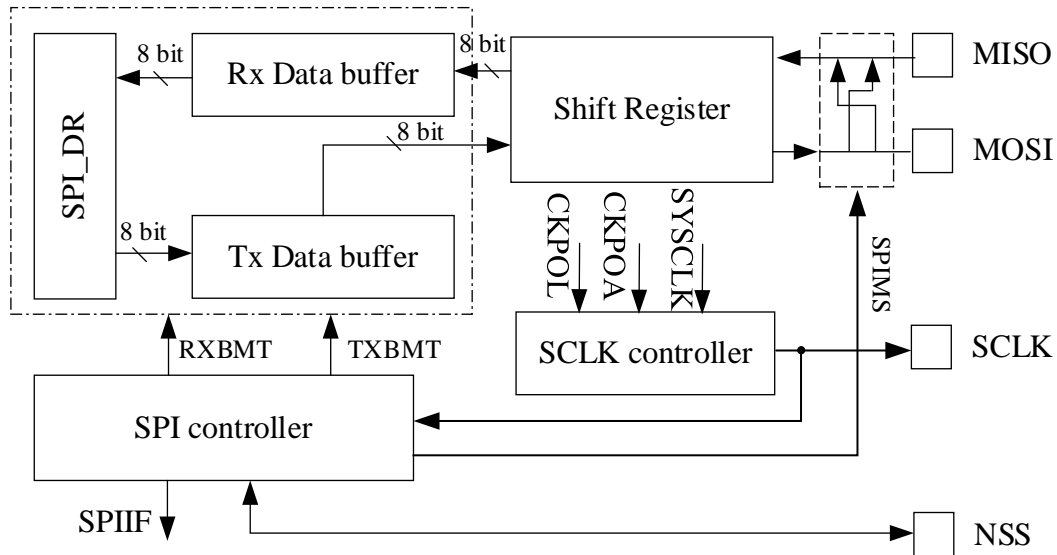 8 bit
Rx Data buffer
8 bit
Shift Register
MISO
SPI_DR
8 bit
MOSI
8 bit
Tx Data buffer
CKPOL
CKPOA
SYSCLK
SPIMS
RXBMT
TXBMT
SCLK controller
SCLK
SPI controller
SPIIF
NSS